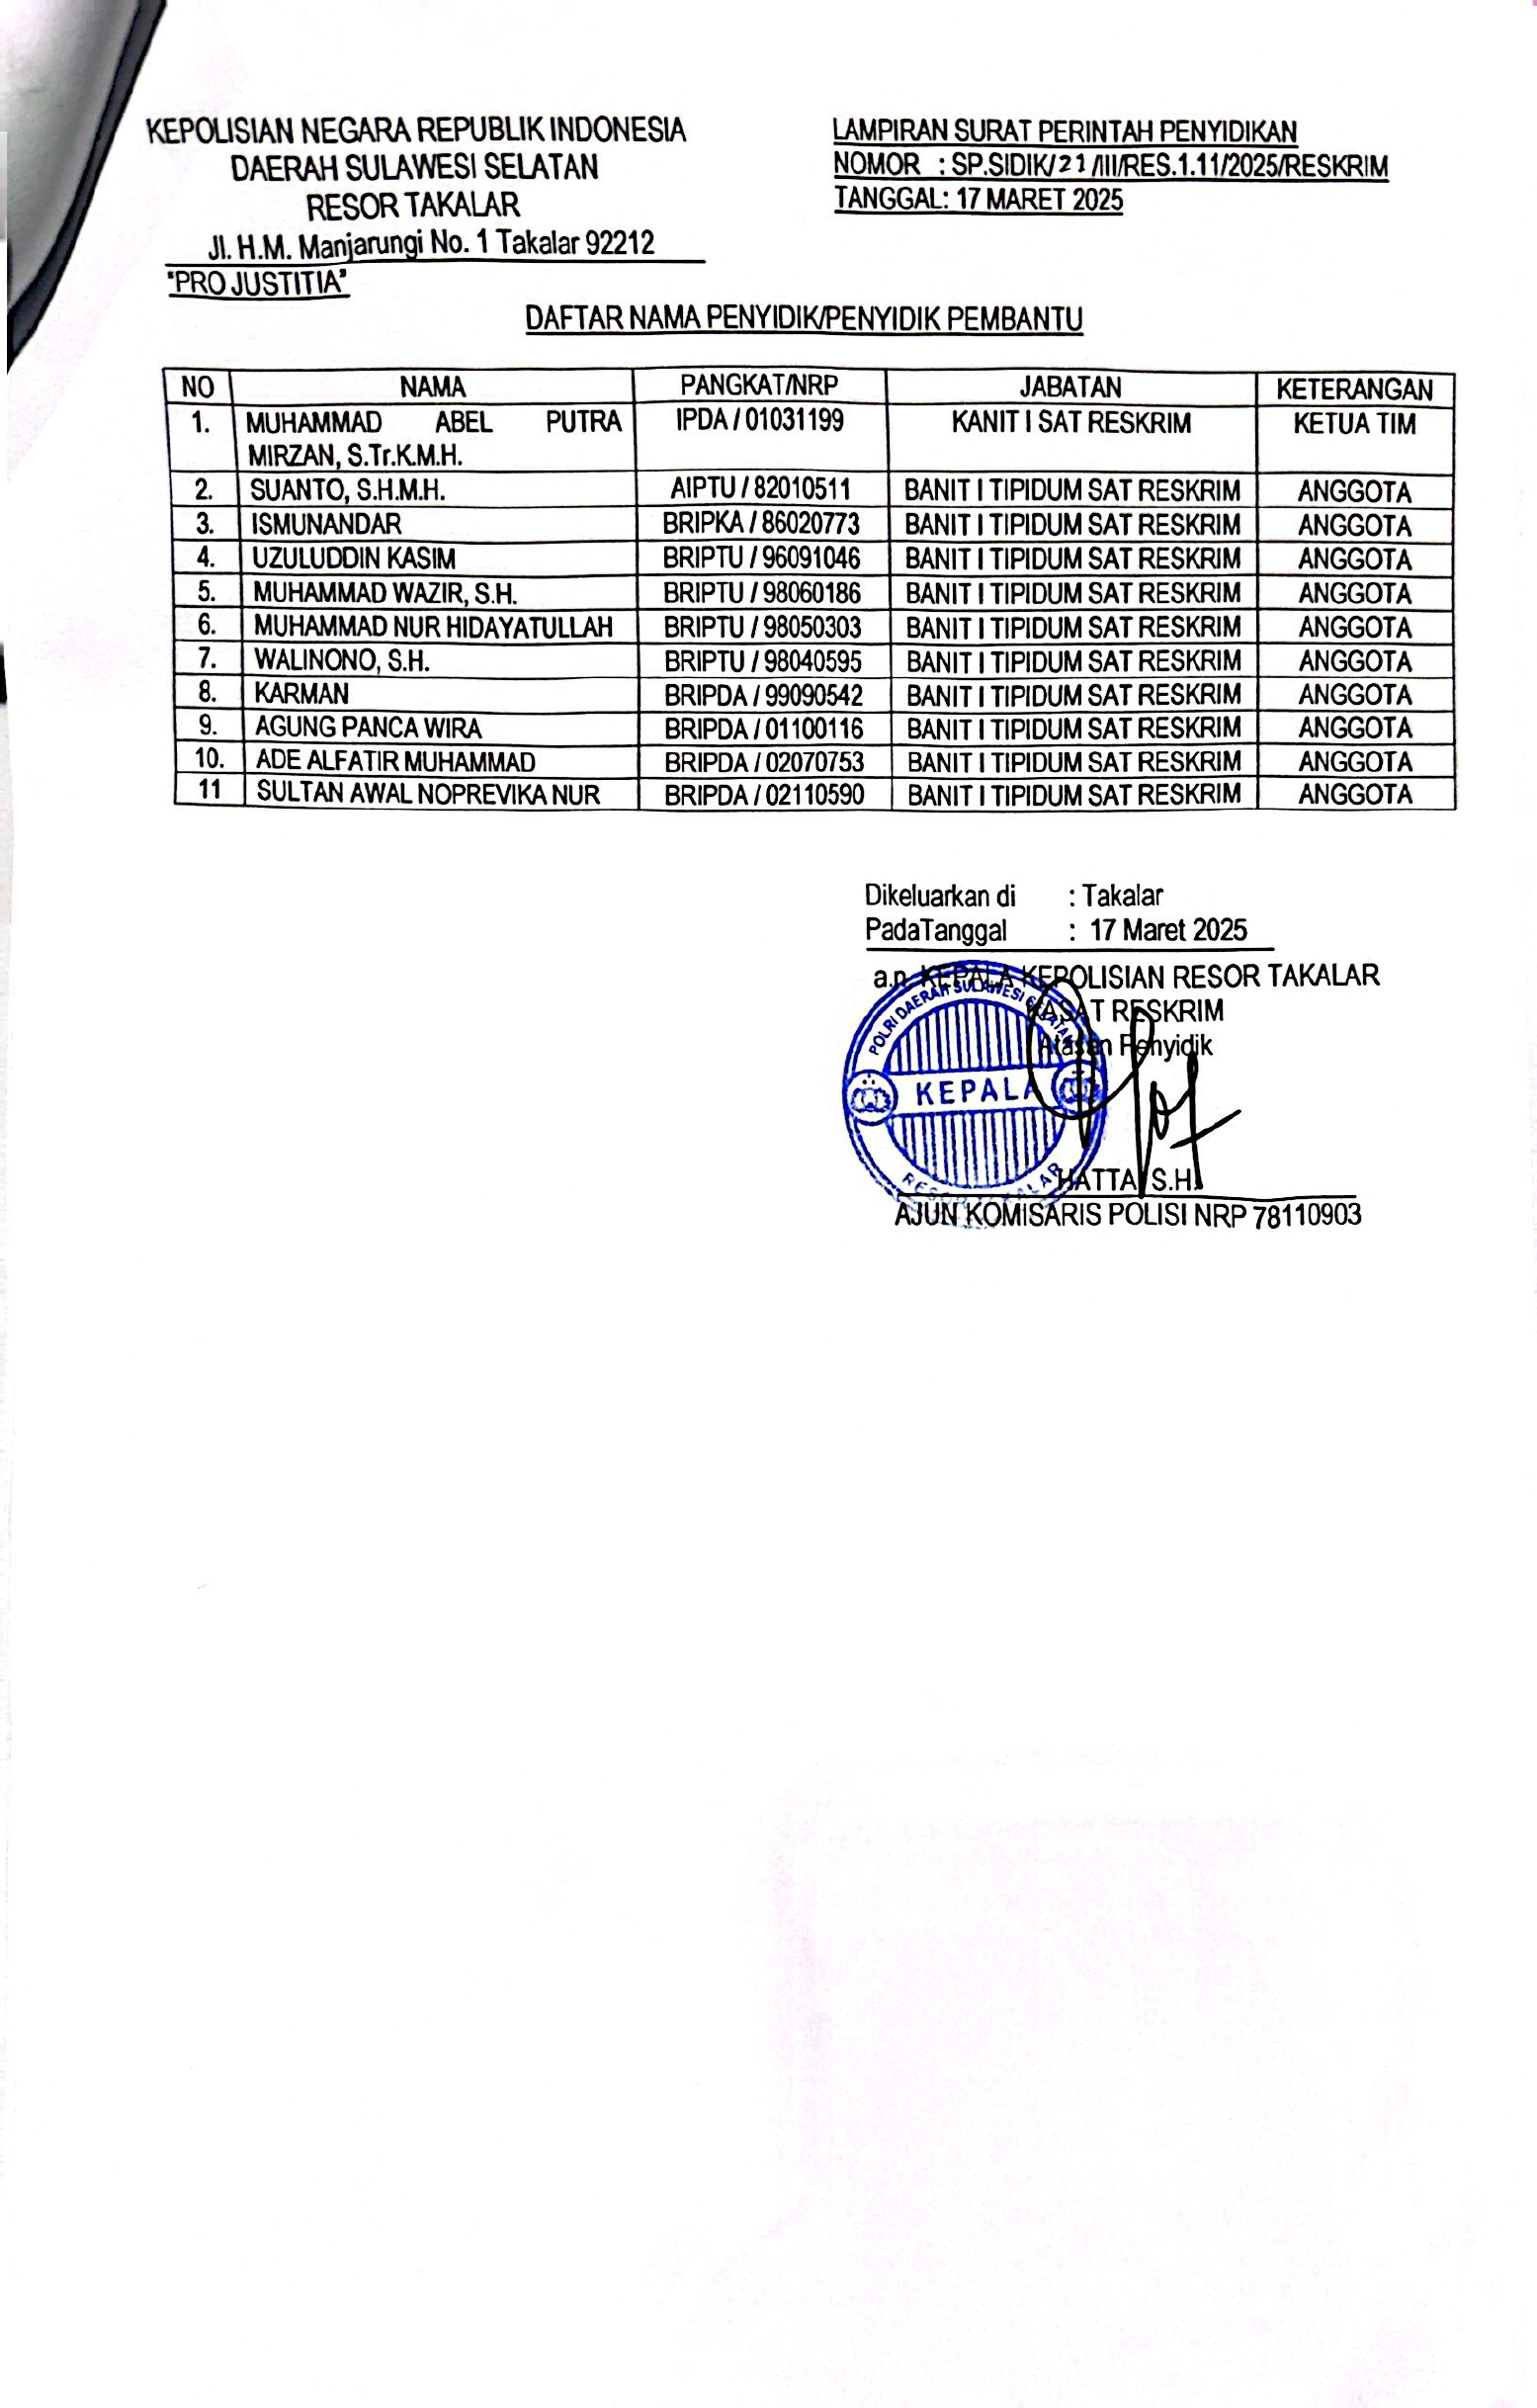 KEPOLISIAN NEGARA REPUBLIK INDONESIA
DAERAH SULAWESI SELATAN
RESOR TAKALAR
Jl. H.M. Manjarungi No. 1 Takalar 92212
"PRO JUSTITIA"
LAMPIRAN SURAT PERINTAH PENYIDIKAN
NOMOR : SP.SIDIK/21/III/RES.1.11/2025/RESKRIM
TANGGAL: 17 MARET 2025
DAFTAR NAMA PENYIDIK/PENYIDIK PEMBANTU
NO NAMA PANGKAT/NRP JABATAN KETERANGAN
1. MUHAMMAD ABEL PUTRA IPDA / 01031199 KANIT I SAT RESKRIM KETUA TIM
MIRZAN, S.Tr.K.M.H.
2. SUANTO, S.H.M.H. AIPTU / 82010511 BANIT I TIPIDUM SAT RESKRIM ANGGOTA
3. ISMUNANDAR BRIPKA / 86020773 BANIT I TIPIDUM SAT RESKRIM ANGGOTA
4. UZULUDDIN KASIM BRIPTU / 96091046 BANIT I TIPIDUM SAT RESKRIM ANGGOTA
5. MUHAMMAD WAZIR, S.H. BRIPTU / 98060186 BANIT I TIPIDUM SAT RESKRIM ANGGOTA
6. MUHAMMAD NUR HIDAYATULLAH BRIPTU / 98050303 BANIT I TIPIDUM SAT RESKRIM ANGGOTA
7. WALINONO, S.H. BRIPTU / 98040595 BANIT I TIPIDUM SAT RESKRIM ANGGOTA
8. KARMAN BRIPDA / 99090542 BANIT I TIPIDUM SAT RESKRIM ANGGOTA
9. AGUNG PANCA WIRA BRIPDA / 01100116 BANIT I TIPIDUM SAT RESKRIM ANGGOTA
10. ADE ALFATIR MUHAMMAD BRIPDA / 02070753 BANIT I TIPIDUM SAT RESKRIM ANGGOTA
11 SULTAN AWAL NOPREVIKA NUR BRIPDA / 02110590 BANIT I TIPIDUM SAT RESKRIM ANGGOTA
Dikeluarkan di : Takalar
PadaTanggal : 17 Maret 2025
a.n. KEPALA KEPOLISIAN RESOR TAKALAR
KASAT RESKRIM
Atasan Penyidik
POLRI DAERAH SULAWESI SELATAN
KEPALA
RESOR TAKALAR
HATTA, S.H.
AJUN KOMISARIS POLISI NRP 78110903